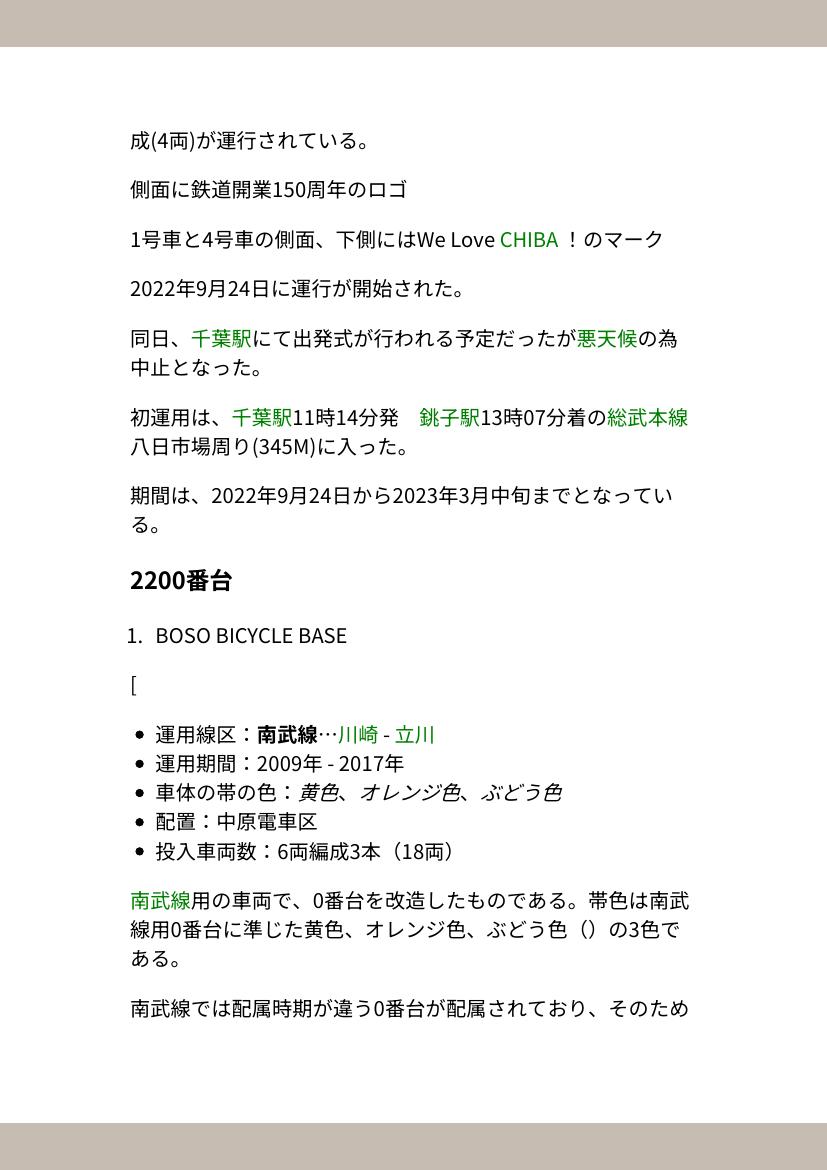 成(4両)が運行されている。
側面に鉄道開業150周年のロゴ
1号車と4号車の側面、下側にはWe Love CHIBA ！のマーク
2022年9月24日に運行が開始された。
同日、千葉駅にて出発式が行われる予定だったが悪天候の為
中止となった。
初運用は、千葉駅11時14分発　銚子駅13時07分着の総武本線
八日市場周り(345M)に入った。
期間は、2022年9月24日から2023年3月中旬までとなってい
る。
2200番台
1. BOSO BICYCLE BASE
[
• 運用線区：南武線…川崎 - 立川
• 運用期間：2009年 - 2017年
• 車体の帯の色：黄色、オレンジ色、ぶどう色
• 配置：中原電車区
• 投入車両数：6両編成3本（18両）
南武線用の車両で、0番台を改造したものである。帯色は南武
線用0番台に準じた黄色、オレンジ色、ぶどう色（）の3色で
ある。
南武線では配属時期が違う0番台が配属されており、そのため